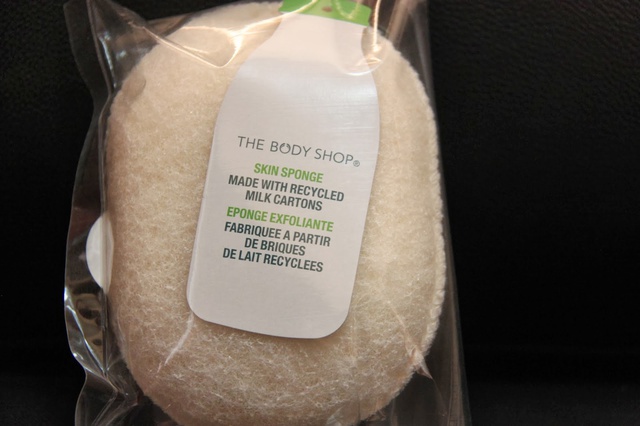 THE BODY SHOP®
SKIN SPONGE
MADE WITH RECYCLED
MILK CARTONS
EPONGE EXFOLIANTE
FABRIQUEE A PARTIR
DE BRIQUES
DE LAIT RECYCLEES